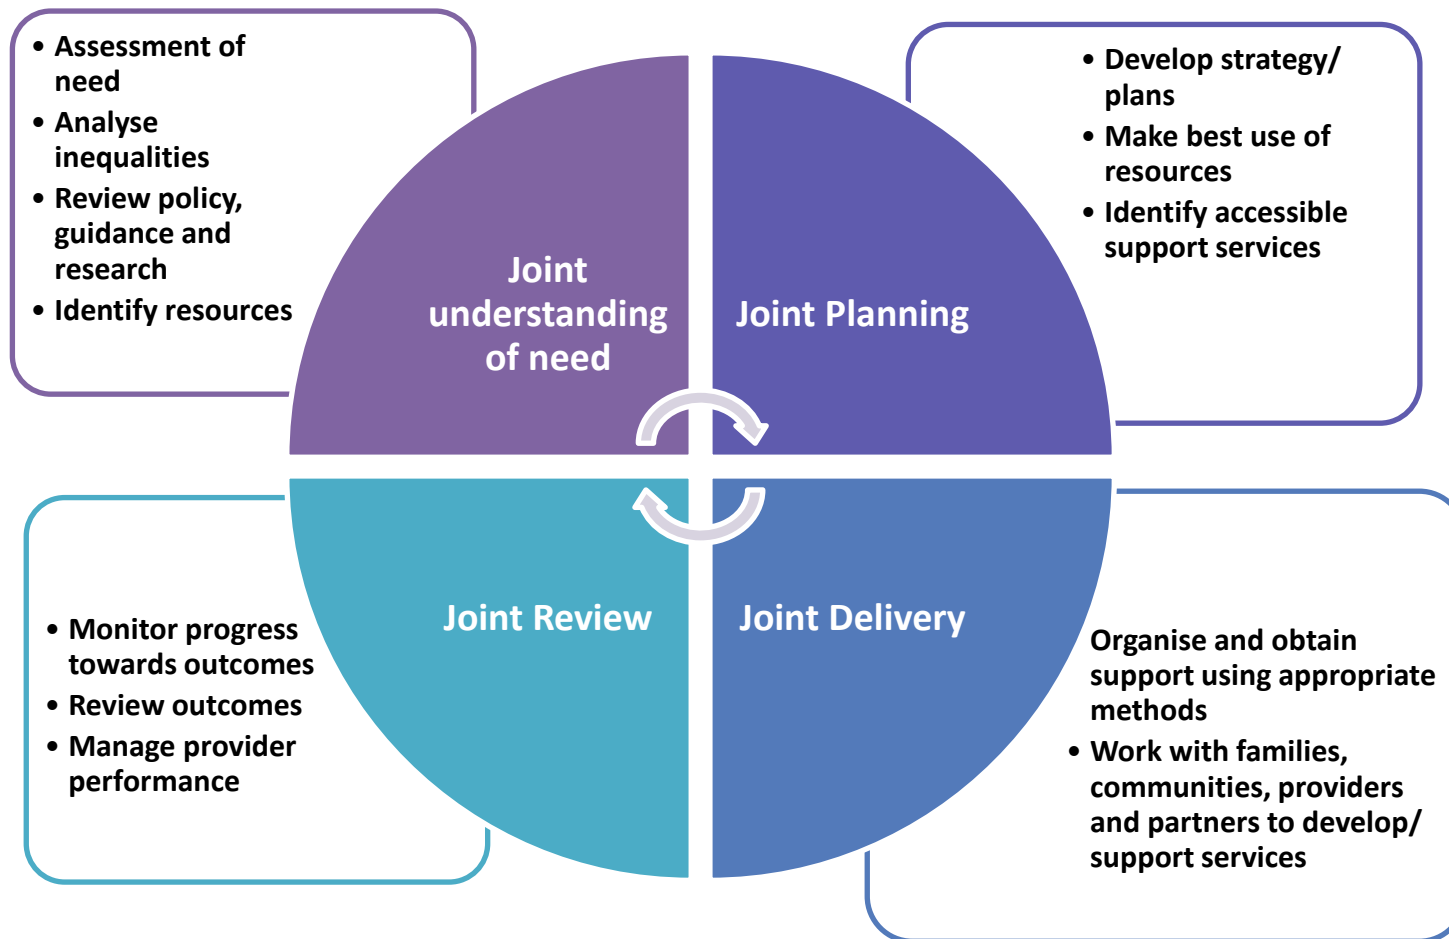 • Assessment of
need
• Analyse
inequalities
• Review policy,
guidance and
research
• Identify resources
Joint
understanding
of need
Joint Planning
• Develop strategy/
plans
• Make best use of
resources
• Identify accessible
support services
• Monitor progress
towards outcomes
• Review outcomes
• Manage provider
performance
Joint Review
Joint Delivery
Organise and obtain
support using appropriate
methods
• Work with families,
communities, providers
and partners to develop/
support services